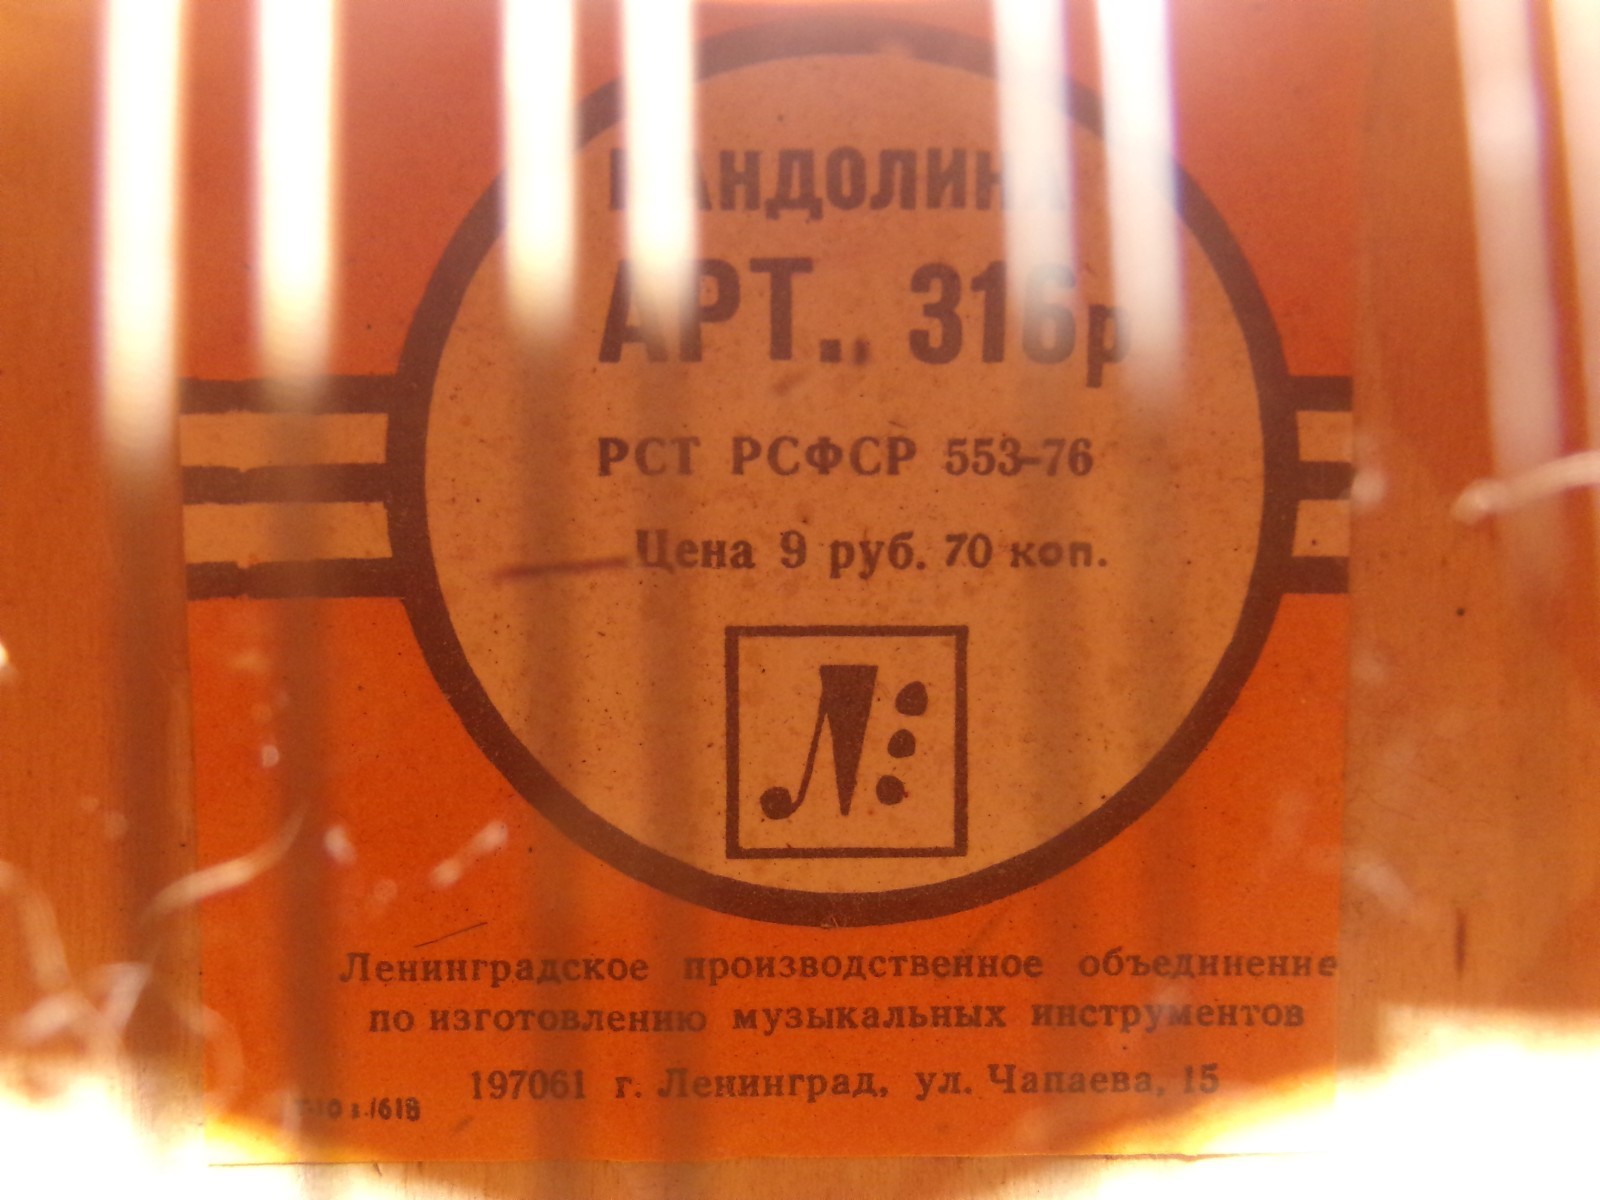 МАНДОЛИНА
АРТ. 316р
РСТ РСФСР 553-76
Цена 9 руб. 70 коп.
Ленинградское производственное объединение
по изготовлению музыкальных инструментов
197061 г. Ленинград, ул. Чапаева, 15